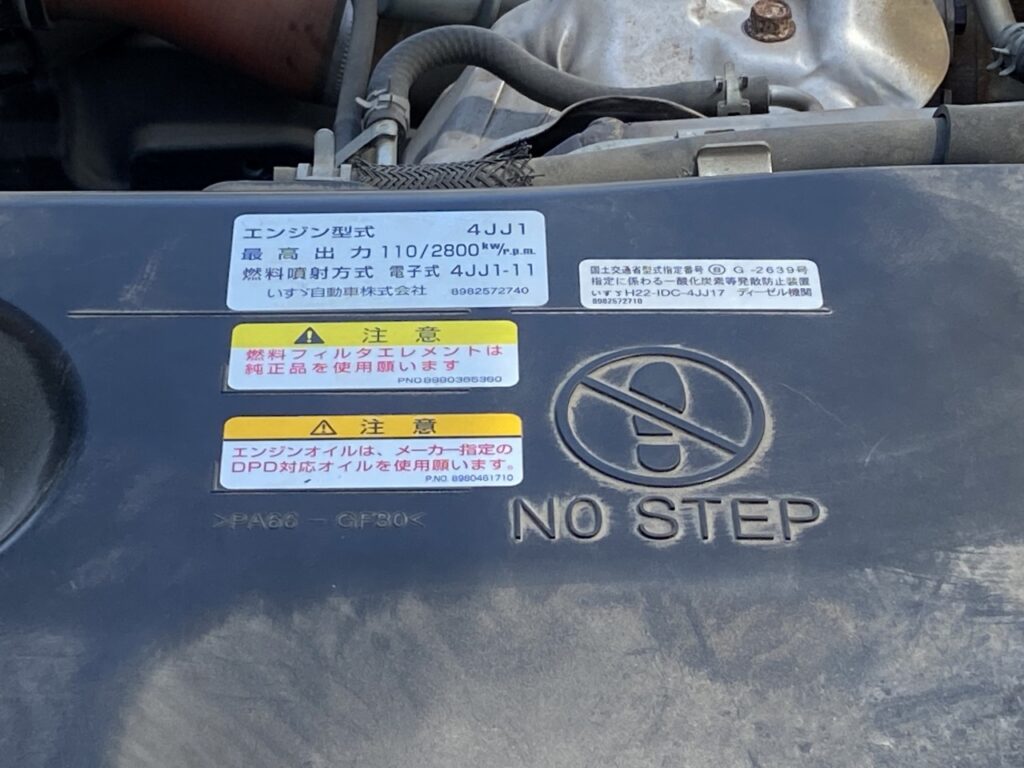 エンジン型式 4JJ1
最高出力 110/2800kw/r.p.m.
燃料噴射方式 電子式 4JJ1-11
いすゞ自動車株式会社 8982572740
国土交通省型式指定番号 Ⓑ G-2639号
指定に係わる一酸化炭素等発散防止装置
いすゞH22-IDC-4JJ17 ディーゼル機関
8982572710
注意
燃料フィルタエレメントは
純正品を使用願います
PNO.8980365360
注意
エンジンオイルは、メーカー指定の
DPD対応オイルを使用願います。
P.NO. 8980461710
>PA66-GF30<
NO STEP